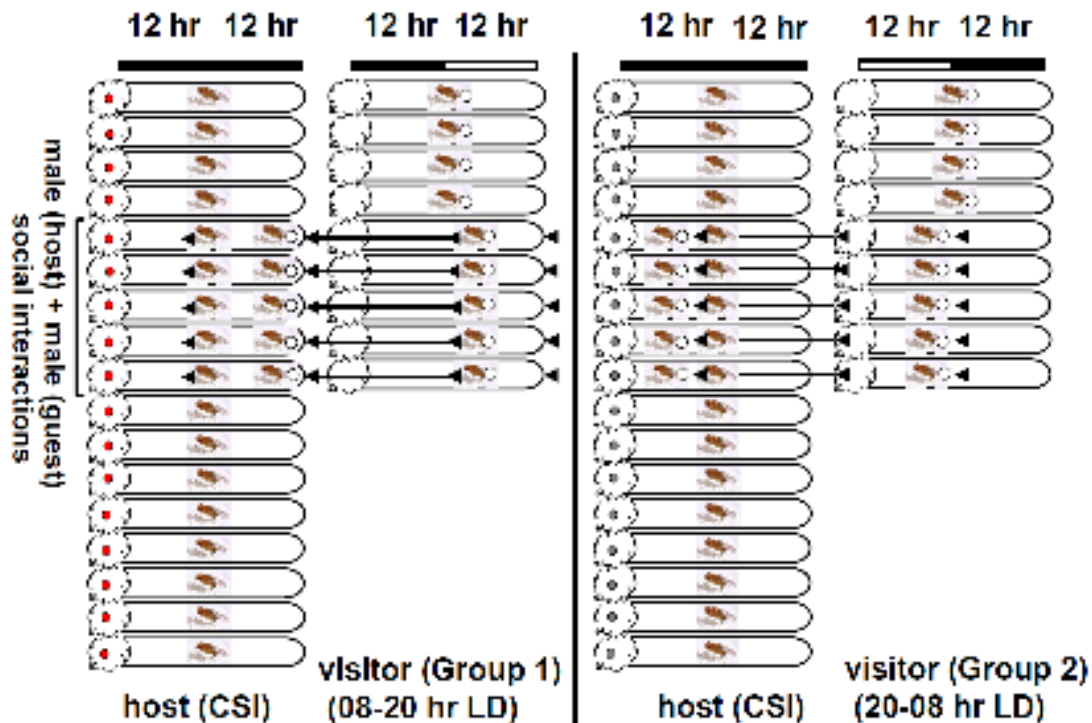 12 hr 12 hr 12 hr 12 hr 12 hr 12 hr 12 hr 12 hr
male (host) + male (guest)
social interactions
host (CSI)
visitor (Group 1)
(08-20 hr LD)
host (CSI)
visitor (Group 2)
(20-08 hr LD)